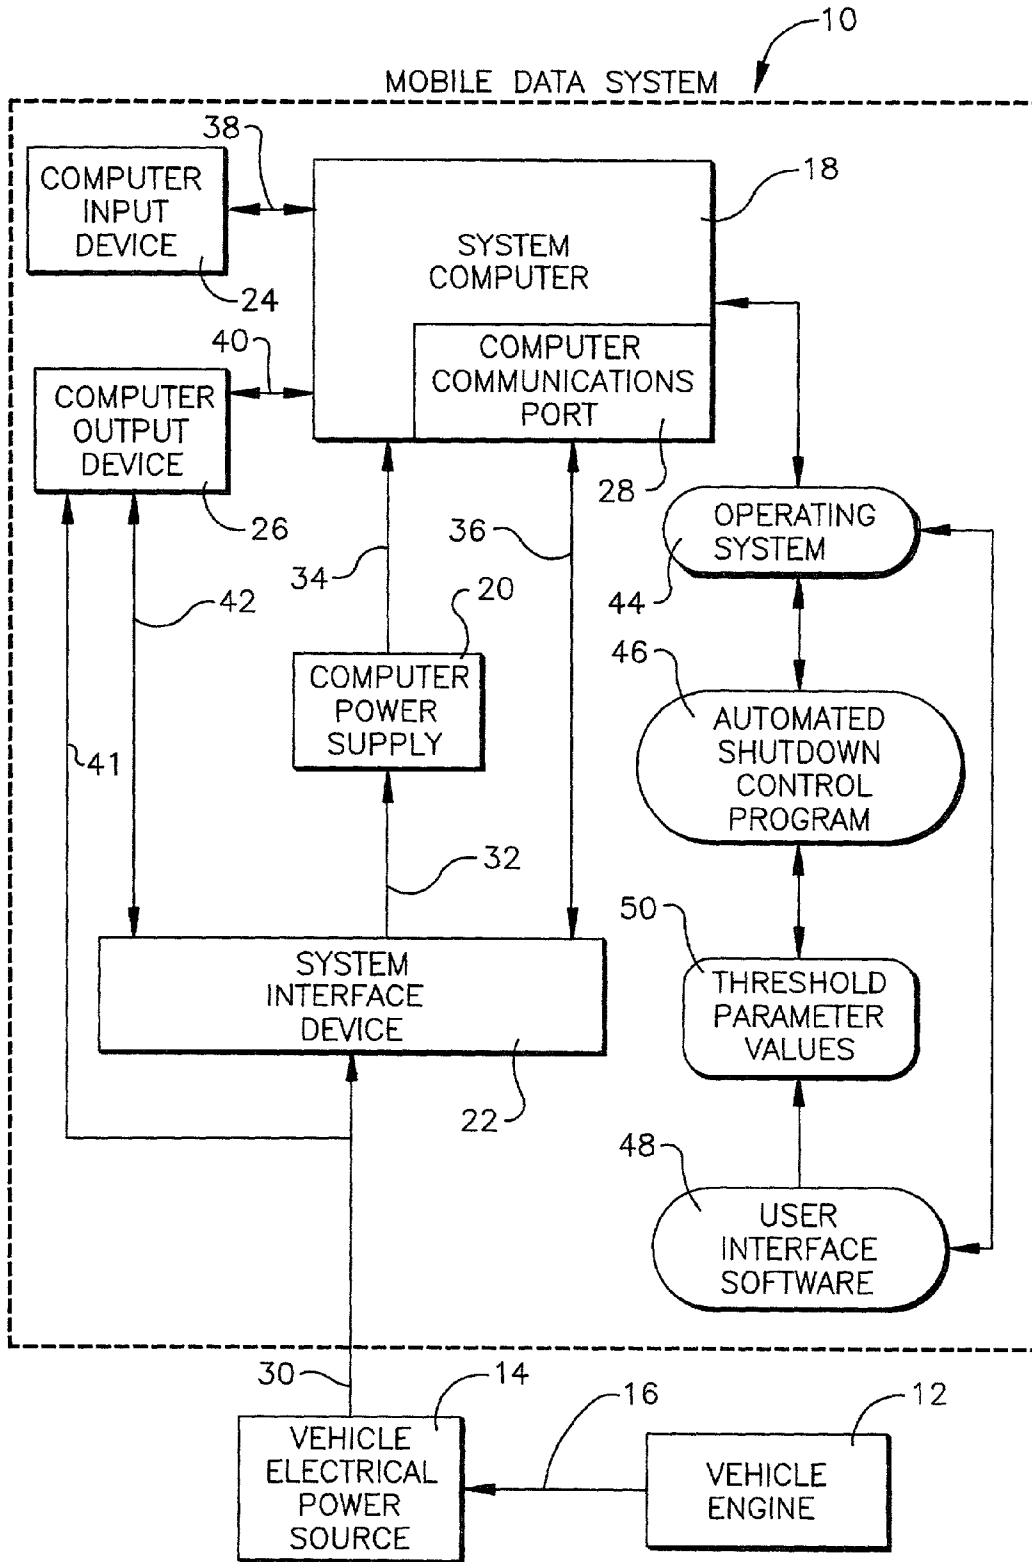 10
MOBILE DATA SYSTEM
38
COMPUTER
INPUT
DEVICE
24
18
SYSTEM
COMPUTER
40
COMPUTER
COMMUNICATIONS
PORT
28
COMPUTER
OUTPUT
DEVICE
26
36
34
OPERATING
SYSTEM
44
42
20
COMPUTER
POWER
SUPPLY
46
AUTOMATED
SHUTDOWN
CONTROL
PROGRAM
41
32
50
SYSTEM
INTERFACE
DEVICE
22
THRESHOLD
PARAMETER
VALUES
48
USER
INTERFACE
SOFTWARE
30
14
16
12
VEHICLE
ELECTRICAL
POWER
SOURCE
VEHICLE
ENGINE